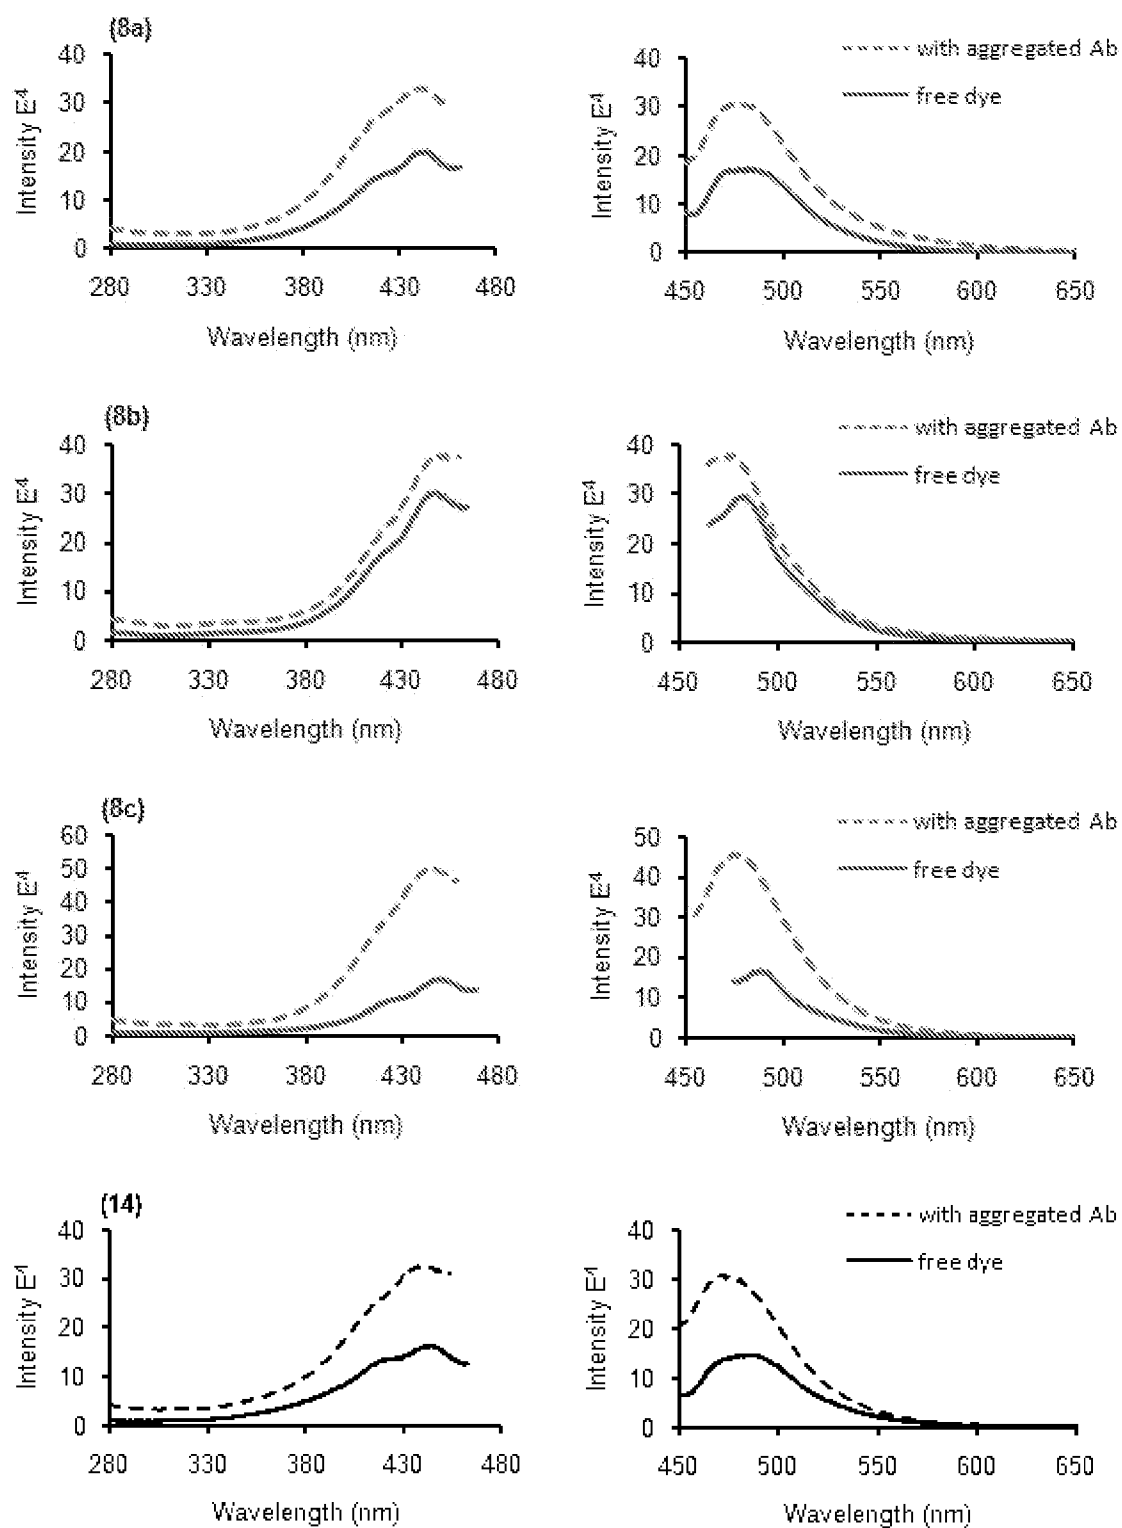 (8a)
with aggregated Ab
free dye
40
30
20
10
0
Intensity E⁴
280 330 380 430 480
Wavelength (nm)
40
30
20
10
0
Intensity E⁴
450 500 550 600 650
Wavelength (nm)
(8b)
with aggregated Ab
free dye
40
30
20
10
0
Intensity E⁴
280 330 380 430 480
Wavelength (nm)
40
30
20
10
0
Intensity E⁴
450 500 550 600 650
Wavelength (nm)
(8c)
with aggregated Ab
free dye
60
50
40
30
20
10
0
Intensity E⁴
280 330 380 430 480
Wavelength (nm)
50
40
30
20
10
0
Intensity E⁴
450 500 550 600 650
Wavelength (nm)
(14)
with aggregated Ab
free dye
40
30
20
10
0
Intensity E⁴
280 330 380 430 480
Wavelength (nm)
40
30
20
10
0
Intensity E⁴
450 500 550 600 650
Wavelength (nm)